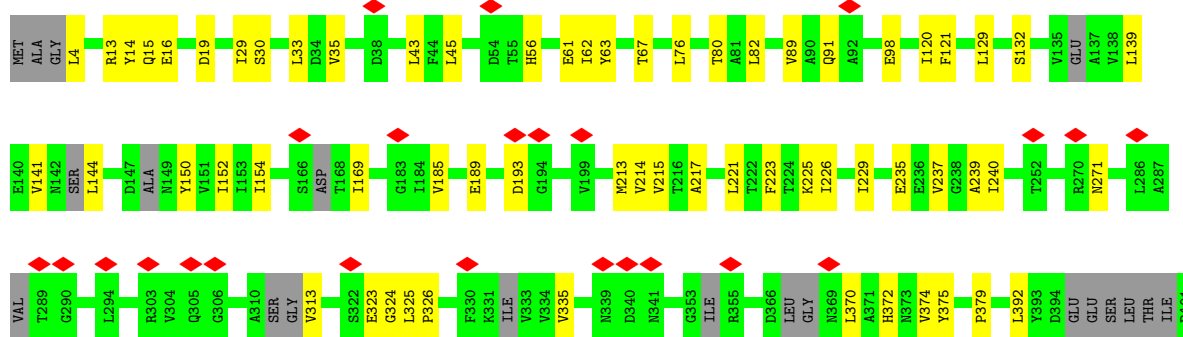 MET ALA GLY L4 R13 Y14 Q15 E16 D19 I29 S30 L33 D34 V35 D38 L43 F44 L45 D54 T55 H56 E61 I62 Y63 T67 L76 T80 A81 L82 V89 A90 Q91 A92 E98 I120 F121 L129 S132 V135 GLU A137 V138 L139
E140 V141 N142 SER L144 D147 ALA N149 Y150 V151 I152 I153 I154 S166 ASP T168 I169 G183 I184 V185 E189 D193 G194 V199 M213 V214 V215 T216 A217 L221 T222 F223 T224 K225 I226 I229 E235 E236 V237 G238 A239 I240 T252 R270 N271 L286 A287
VAL T289 G290 L294 R303 V304 Q305 G306 A310 SER GLY V313 S322 E323 G324 L325 P326 F330 K331 ILE V333 V334 V335 N339 D340 N341 G353 ILE R355 D366 LEU GLY N369 L370 A371 H372 N373 V374 Y375 P379 L392 Y393 D394 GLU GLU SER LEU THR ILE